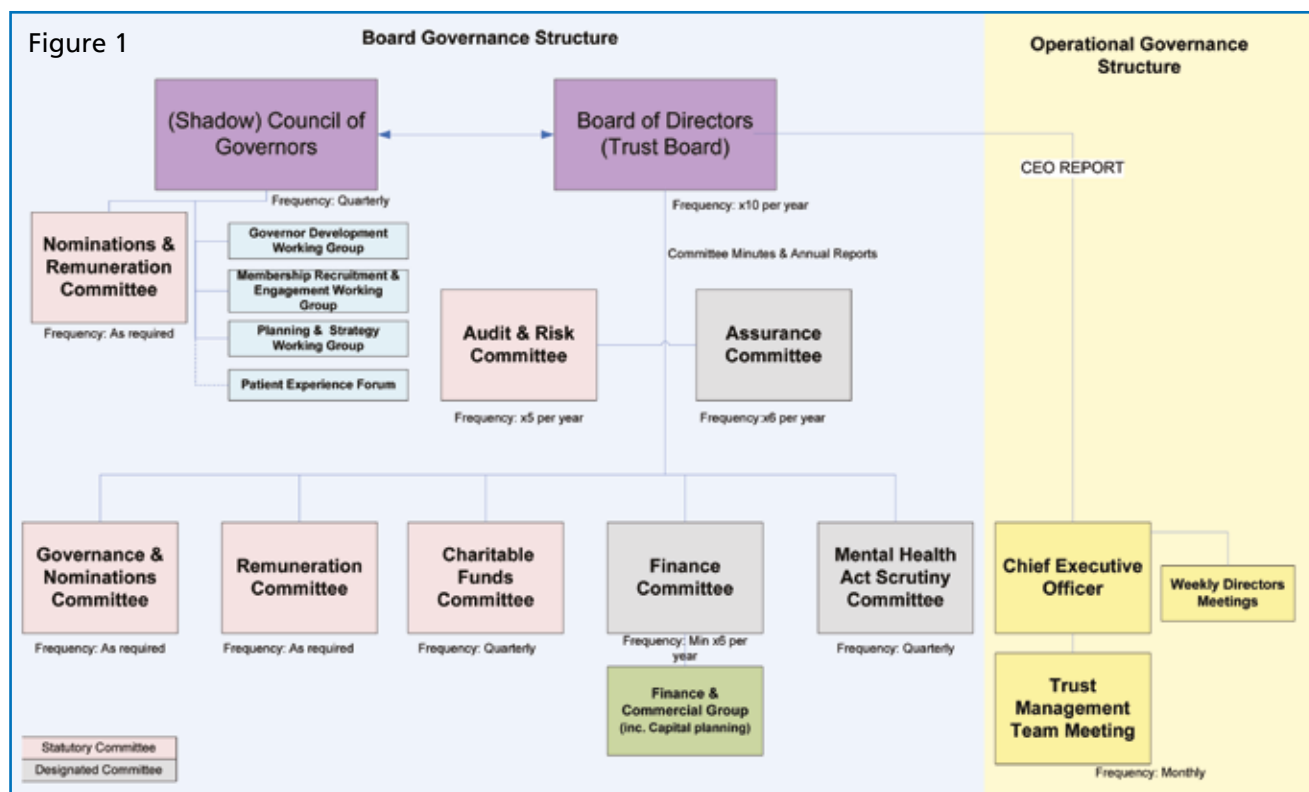 Figure 1
Board Governance Structure
Operational Governance
Structure
(Shadow) Council of
Governors
Board of Directors
(Trust Board)
CEO REPORT
Frequency: Quarterly
Frequency: x10 per year
Nominations &
Remuneration
Committee
Frequency: As required
Governor Development
Working Group
Membership Recruitment &
Engagement Working
Group
Planning & Strategy
Working Group
Patient Experience Forum
Committee Minutes & Annual Reports
Audit & Risk
Committee
Frequency: x5 per year
Assurance
Committee
Frequency:x6 per year
Governance &
Nominations
Committee
Frequency: As required
Remuneration
Committee
Frequency: As required
Charitable
Funds
Committee
Frequency: Quarterly
Finance
Committee
Frequency: Min x6 per
year
Finance &
Commercial Group
(inc. Capital planning)
Mental Health
Act Scrutiny
Committee
Frequency: Quarterly
Chief Executive
Officer
Weekly Directors
Meetings
Trust
Management
Team Meeting
Frequency: Monthly
Statutory Committee
Designated Committee